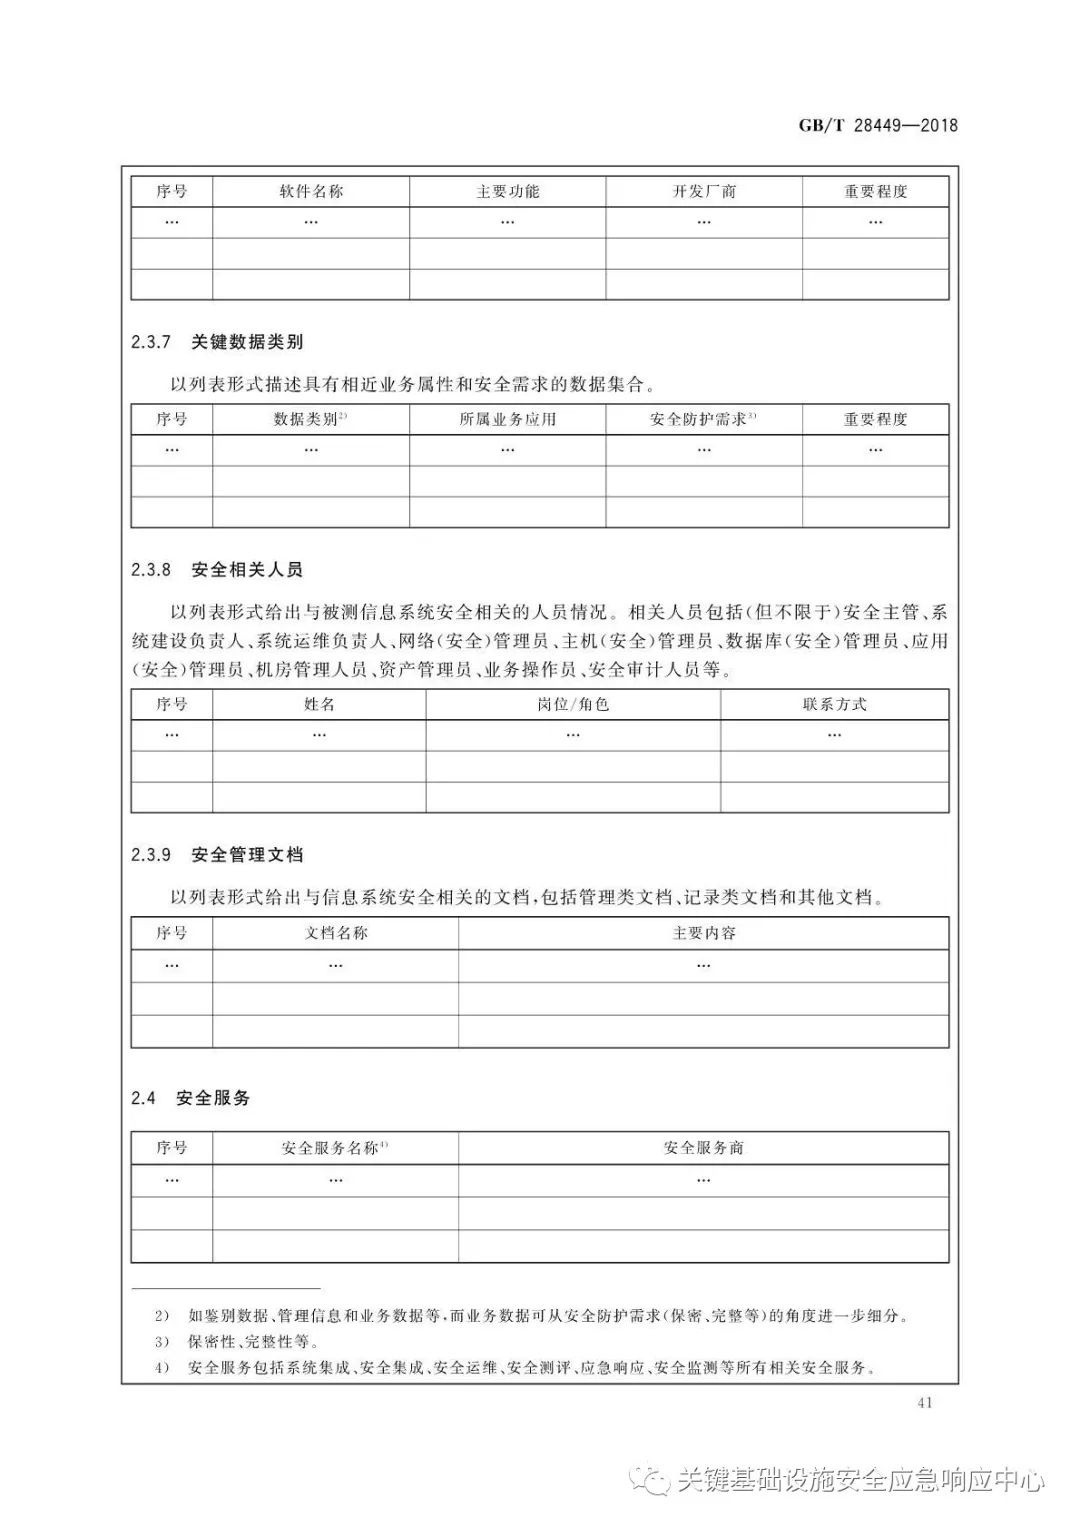 GB/T 28449—2018
序号 软件名称 主要功能 开发厂商 重要程度
… … … … …
2.3.7 关键数据类别
以列表形式描述具有相近业务属性和安全需求的数据集合。
序号 数据类别2) 所属业务应用 安全防护需求3) 重要程度
… … … … …
2.3.8 安全相关人员
以列表形式给出与被测信息系统安全相关的人员情况。相关人员包括(但不限于)安全主管、系
统建设负责人、系统运维负责人、网络(安全)管理员、主机(安全)管理员、数据库(安全)管理员、应用
(安全)管理员、机房管理人员、资产管理员、业务操作员、安全审计人员等。
序号 姓名 岗位/角色 联系方式
… … … …
2.3.9 安全管理文档
以列表形式给出与信息系统安全相关的文档,包括管理类文档、记录类文档和其他文档。
序号 文档名称 主要内容
… … …
2.4 安全服务
序号 安全服务名称4) 安全服务商
… … …
2) 如鉴别数据、管理信息和业务数据等,而业务数据可从安全防护需求(保密、完整等)的角度进一步细分。
3) 保密性、完整性等。
4) 安全服务包括系统集成、安全集成、安全运维、安全测评、应急响应、安全监测等所有相关安全服务。
41
关键基础设施安全应急响应中心